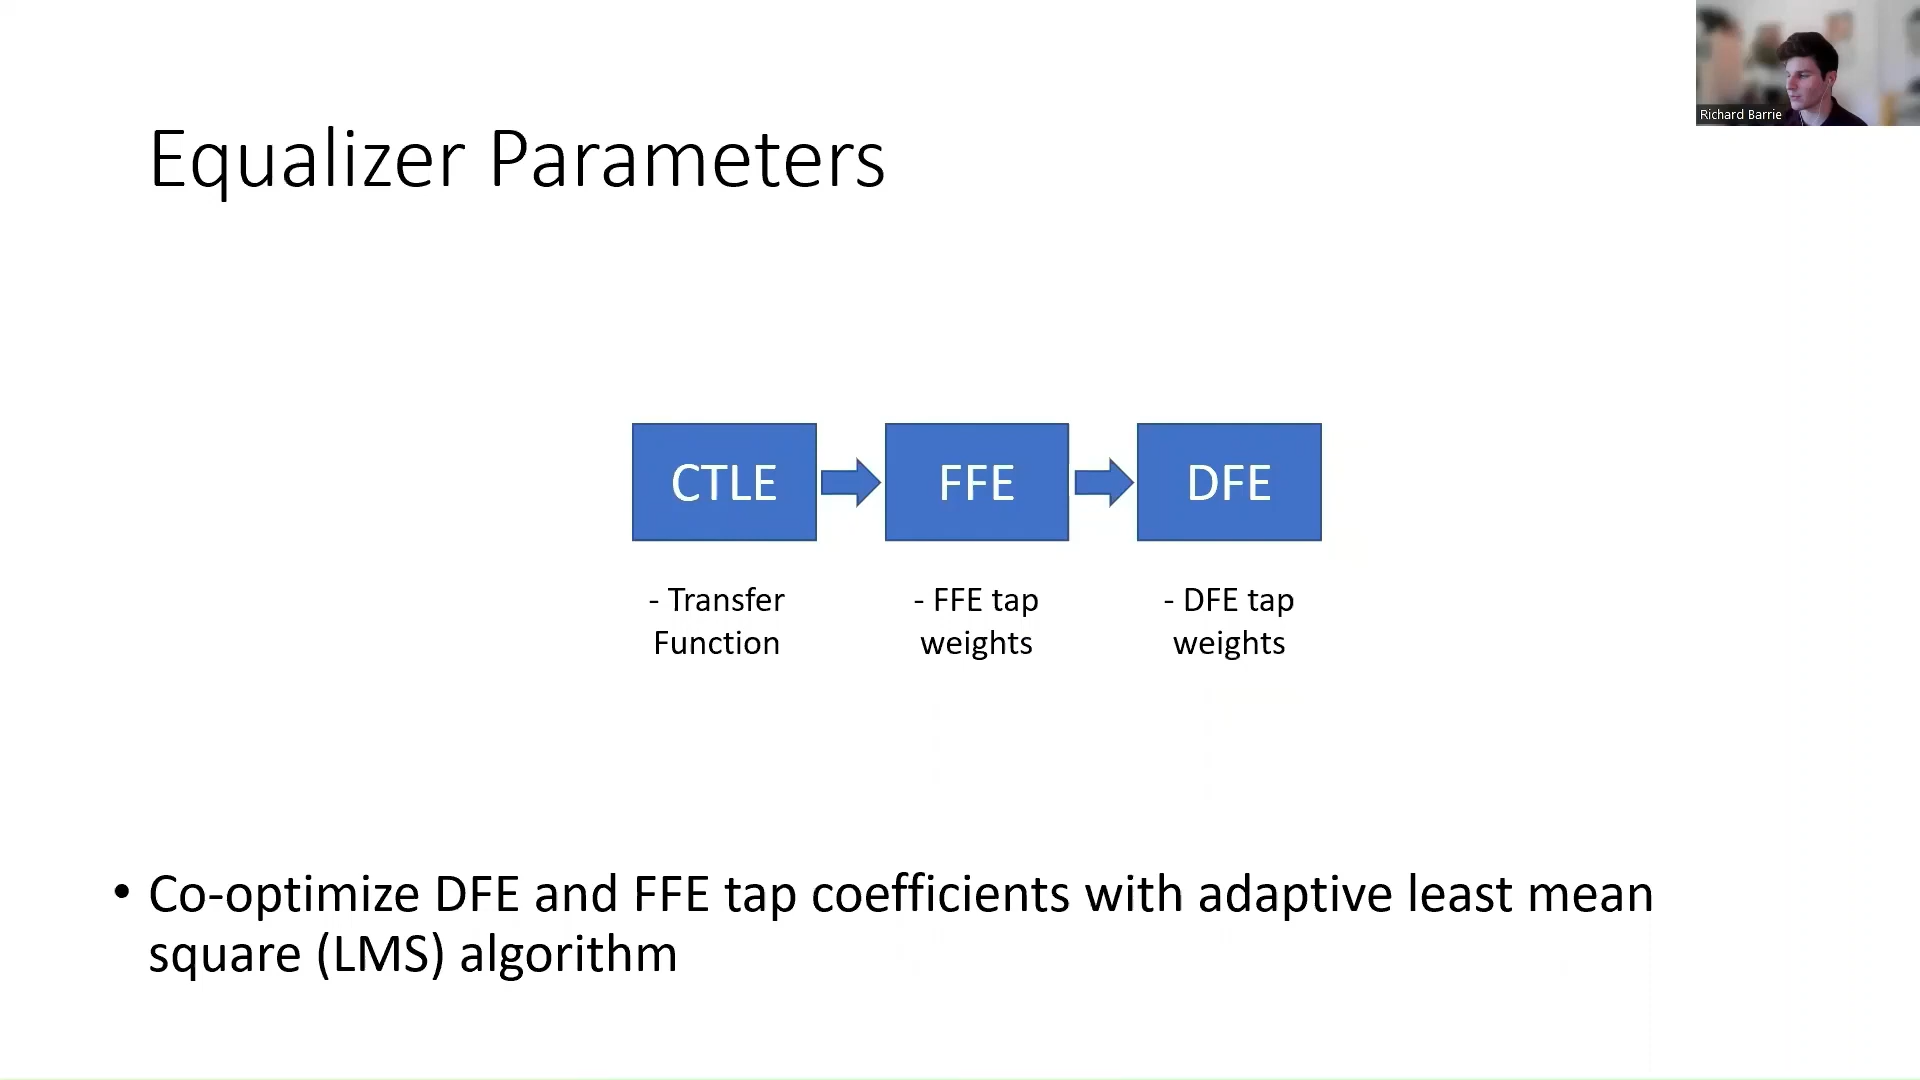 Richard Barrie
Equalizer Parameters
CTLE
FFE
DFE
- Transfer
Function
- FFE tap
weights
- DFE tap
weights
• Co-optimize DFE and FFE tap coefficients with adaptive least mean
square (LMS) algorithm